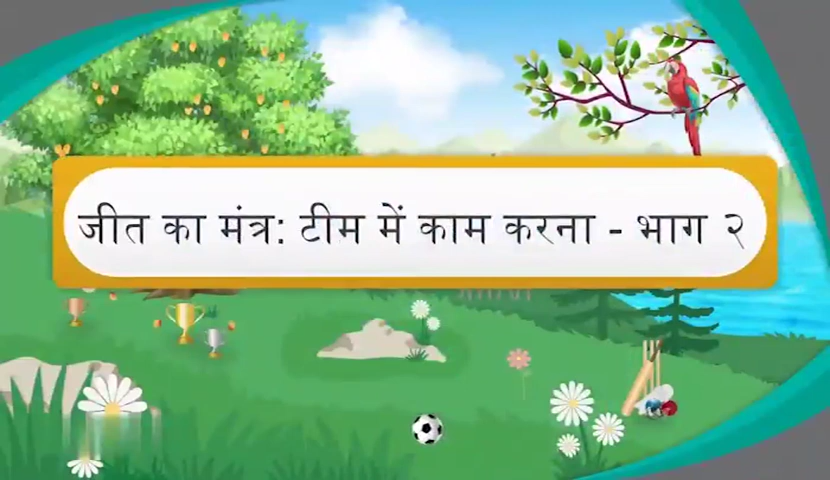 जीत का मंत्र: टीम में काम करना - भाग २